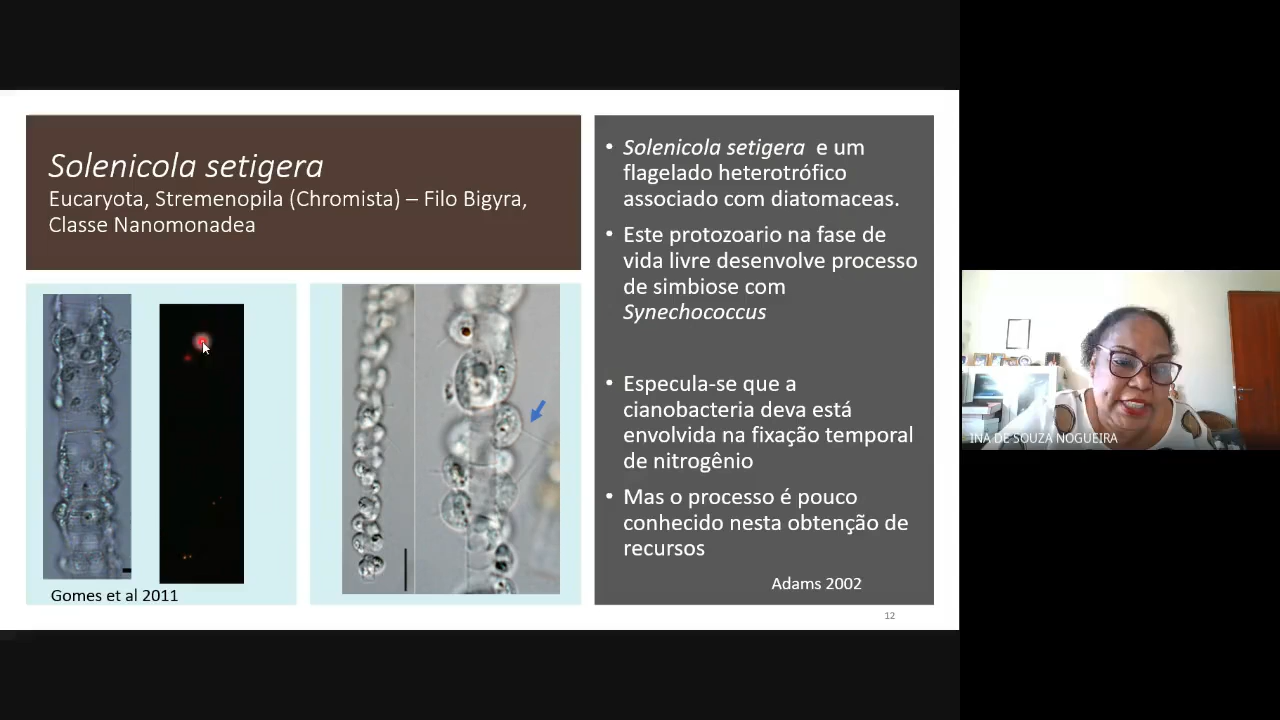 Solenicola setigera
Eucaryota, Stremenopila (Chromista) – Filo Bigyra,
Classe Nanomonadea
Gomes et al 2011
• Solenicola setigera e um
flagelado heterotrófico
associado com diatomaceas.
• Este protozoario na fase de
vida livre desenvolve processo
de simbiose com
Synechococcus
• Especula-se que a
cianobacteria deva está
envolvida na fixação temporal
de nitrogênio
• Mas o processo é pouco
conhecido nesta obtenção de
recursos
Adams 2002
12
INA DE SOUZA NOGUEIRA